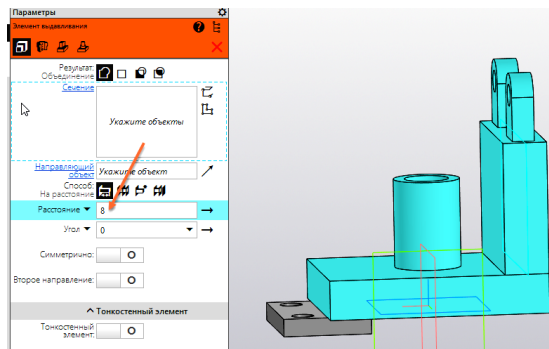 Параметры
Элемент выдавливания
Результат:
Объединение
Сечение
Укажите объекты
Направляющий
объект
Укажите объект
Способ:
На расстояние
Расстояние
8
Угол
0
Симметрично:
Второе направление:
Тонкостенный элемент
Тонкостенный
элемент: